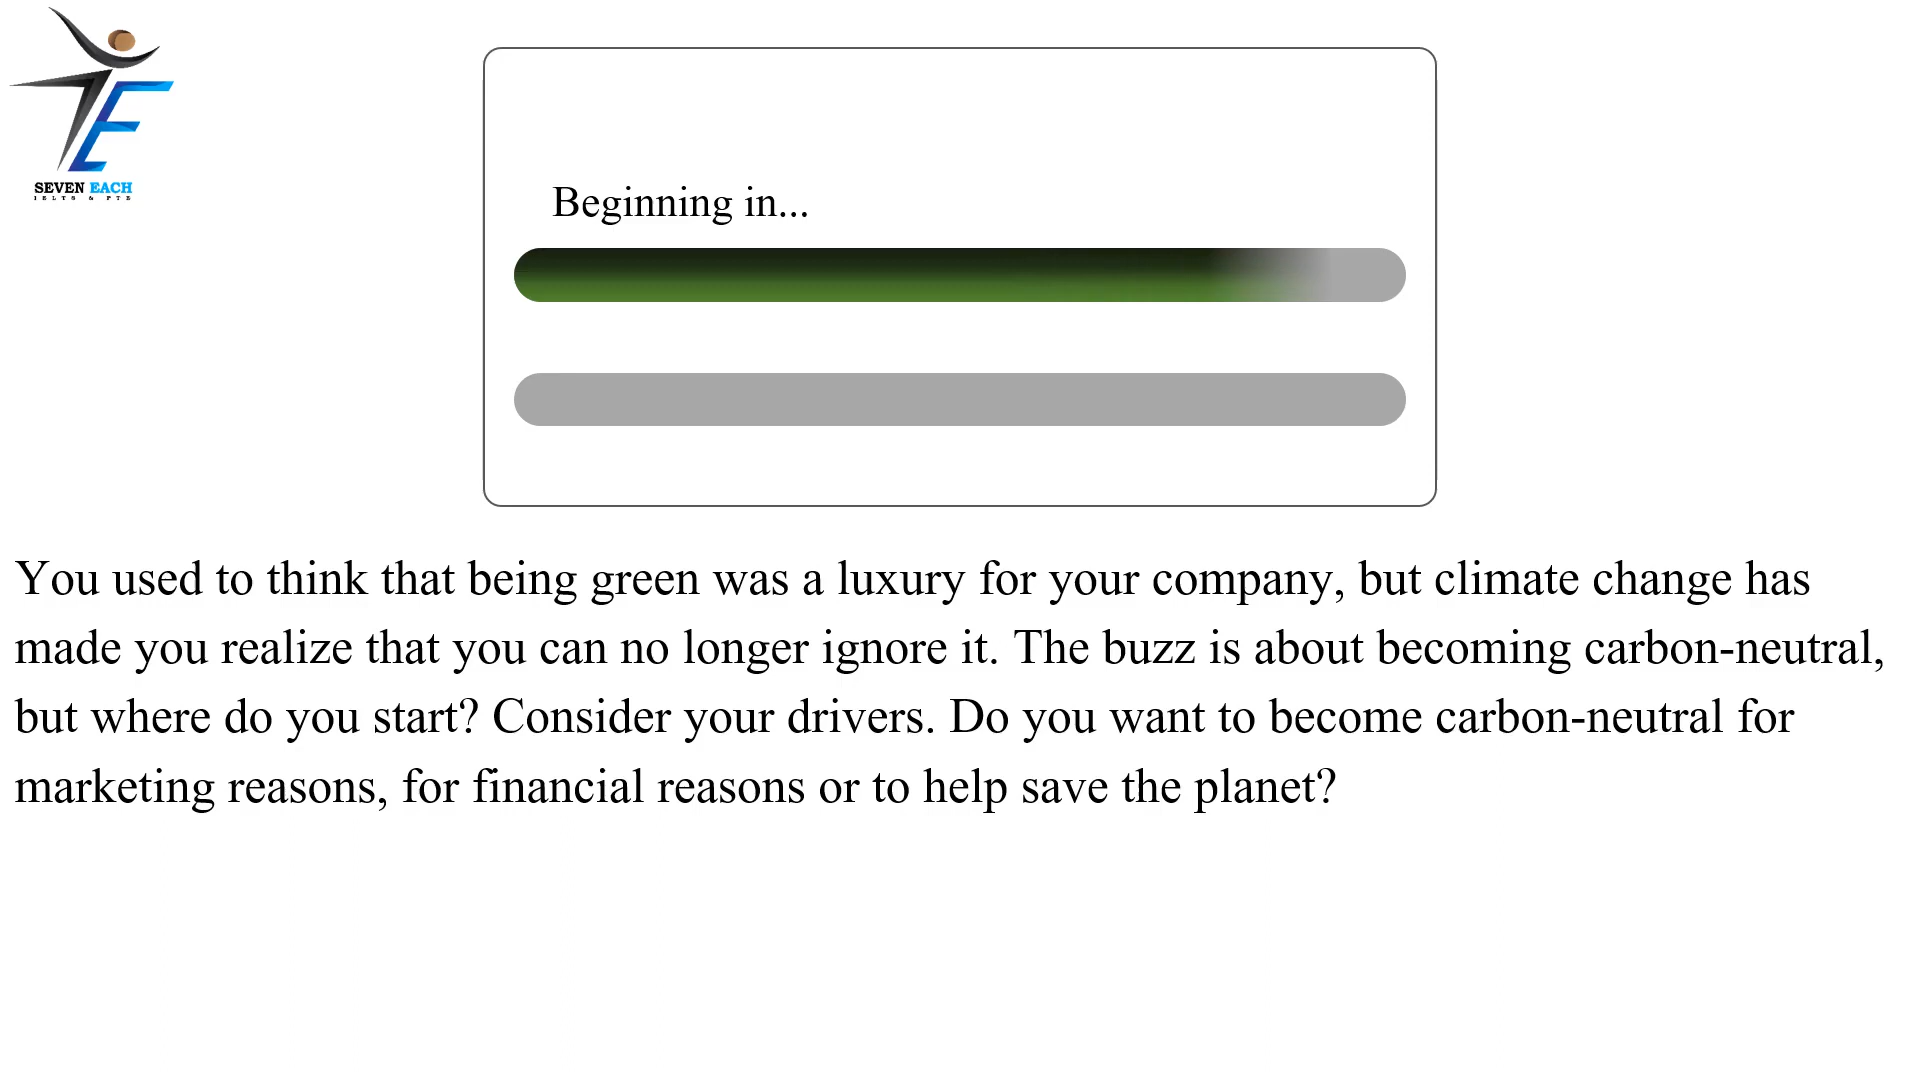 SEVEN EACH
IELTS & PTE
Beginning in...
You used to think that being green was a luxury for your company, but climate change has
made you realize that you can no longer ignore it. The buzz is about becoming carbon-neutral,
but where do you start? Consider your drivers. Do you want to become carbon-neutral for
marketing reasons, for financial reasons or to help save the planet?